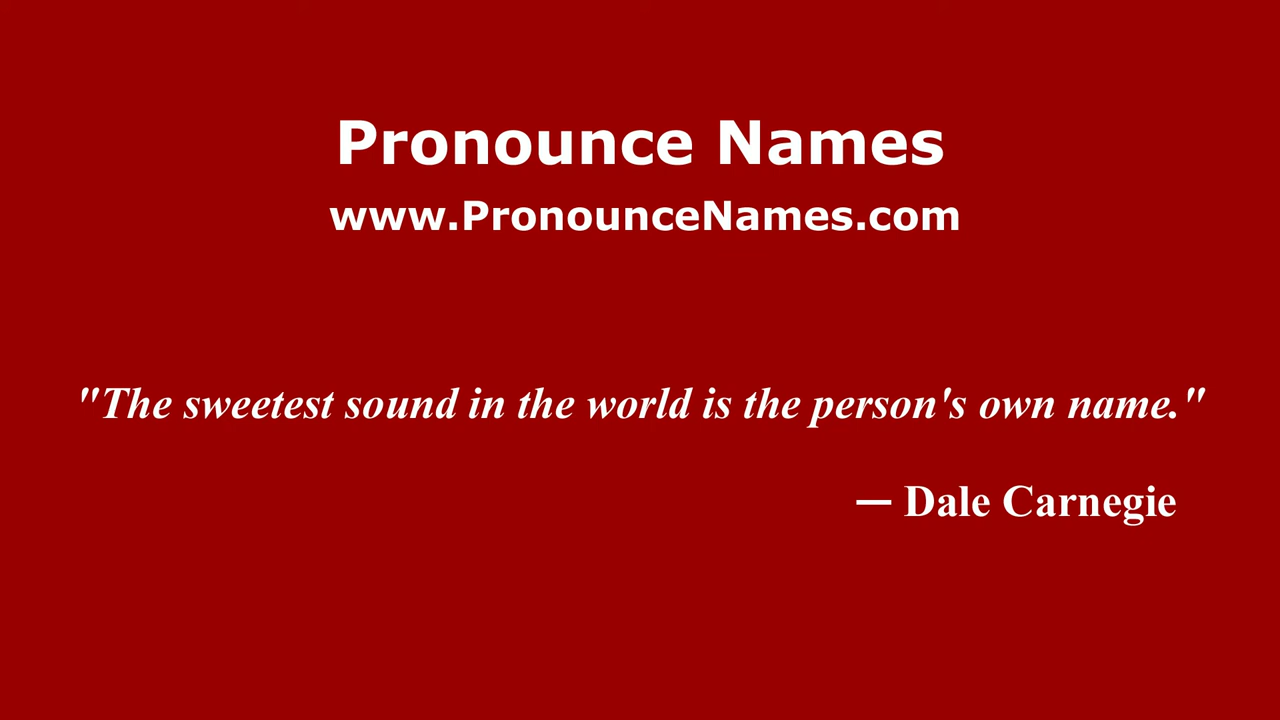 Pronounce Names
www.PronounceNames.com
"The sweetest sound in the world is the person's own name."
— Dale Carnegie